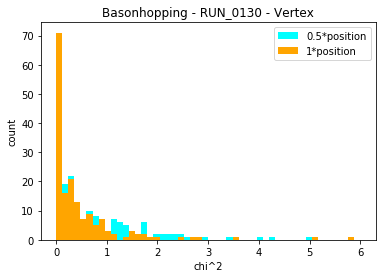 Basonhopping - RUN_0130 - Vertex
0.5*position
1*position
count
70
60
50
40
30
20
10
0
0 1 2 3 4 5 6
chi^2